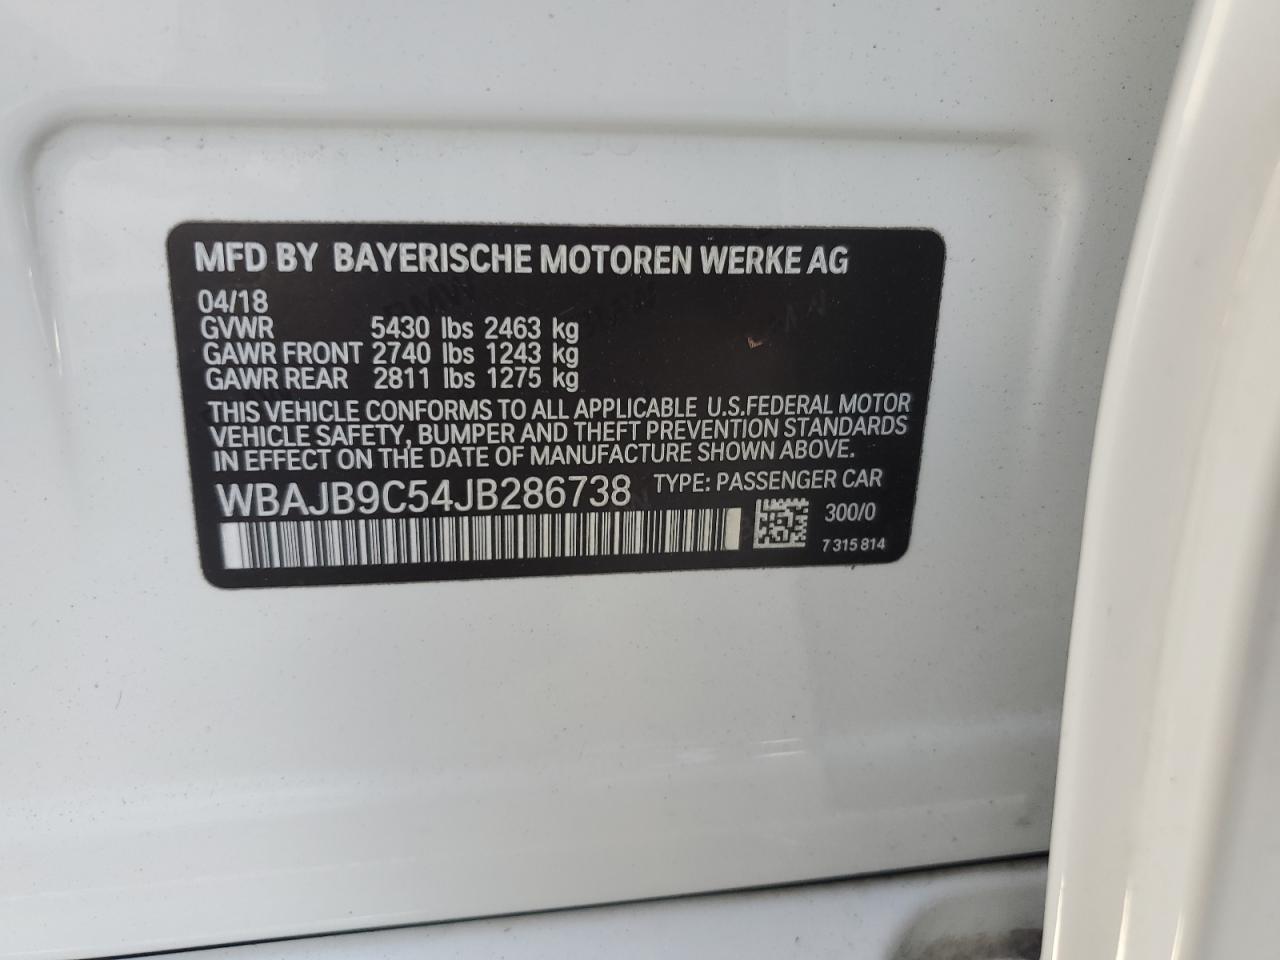 MFD BY BAYERISCHE MOTOREN WERKE AG
04/18
GVWR 5430 lbs 2463 kg
GAWR FRONT 2740 lbs 1243 kg
GAWR REAR 2811 lbs 1275 kg
THIS VEHICLE CONFORMS TO ALL APPLICABLE U.S.FEDERAL MOTOR
VEHICLE SAFETY, BUMPER AND THEFT PREVENTION STANDARDS
IN EFFECT ON THE DATE OF MANUFACTURE SHOWN ABOVE.
WBAJB9C54JB286738 TYPE: PASSENGER CAR
300/0
7 315 814